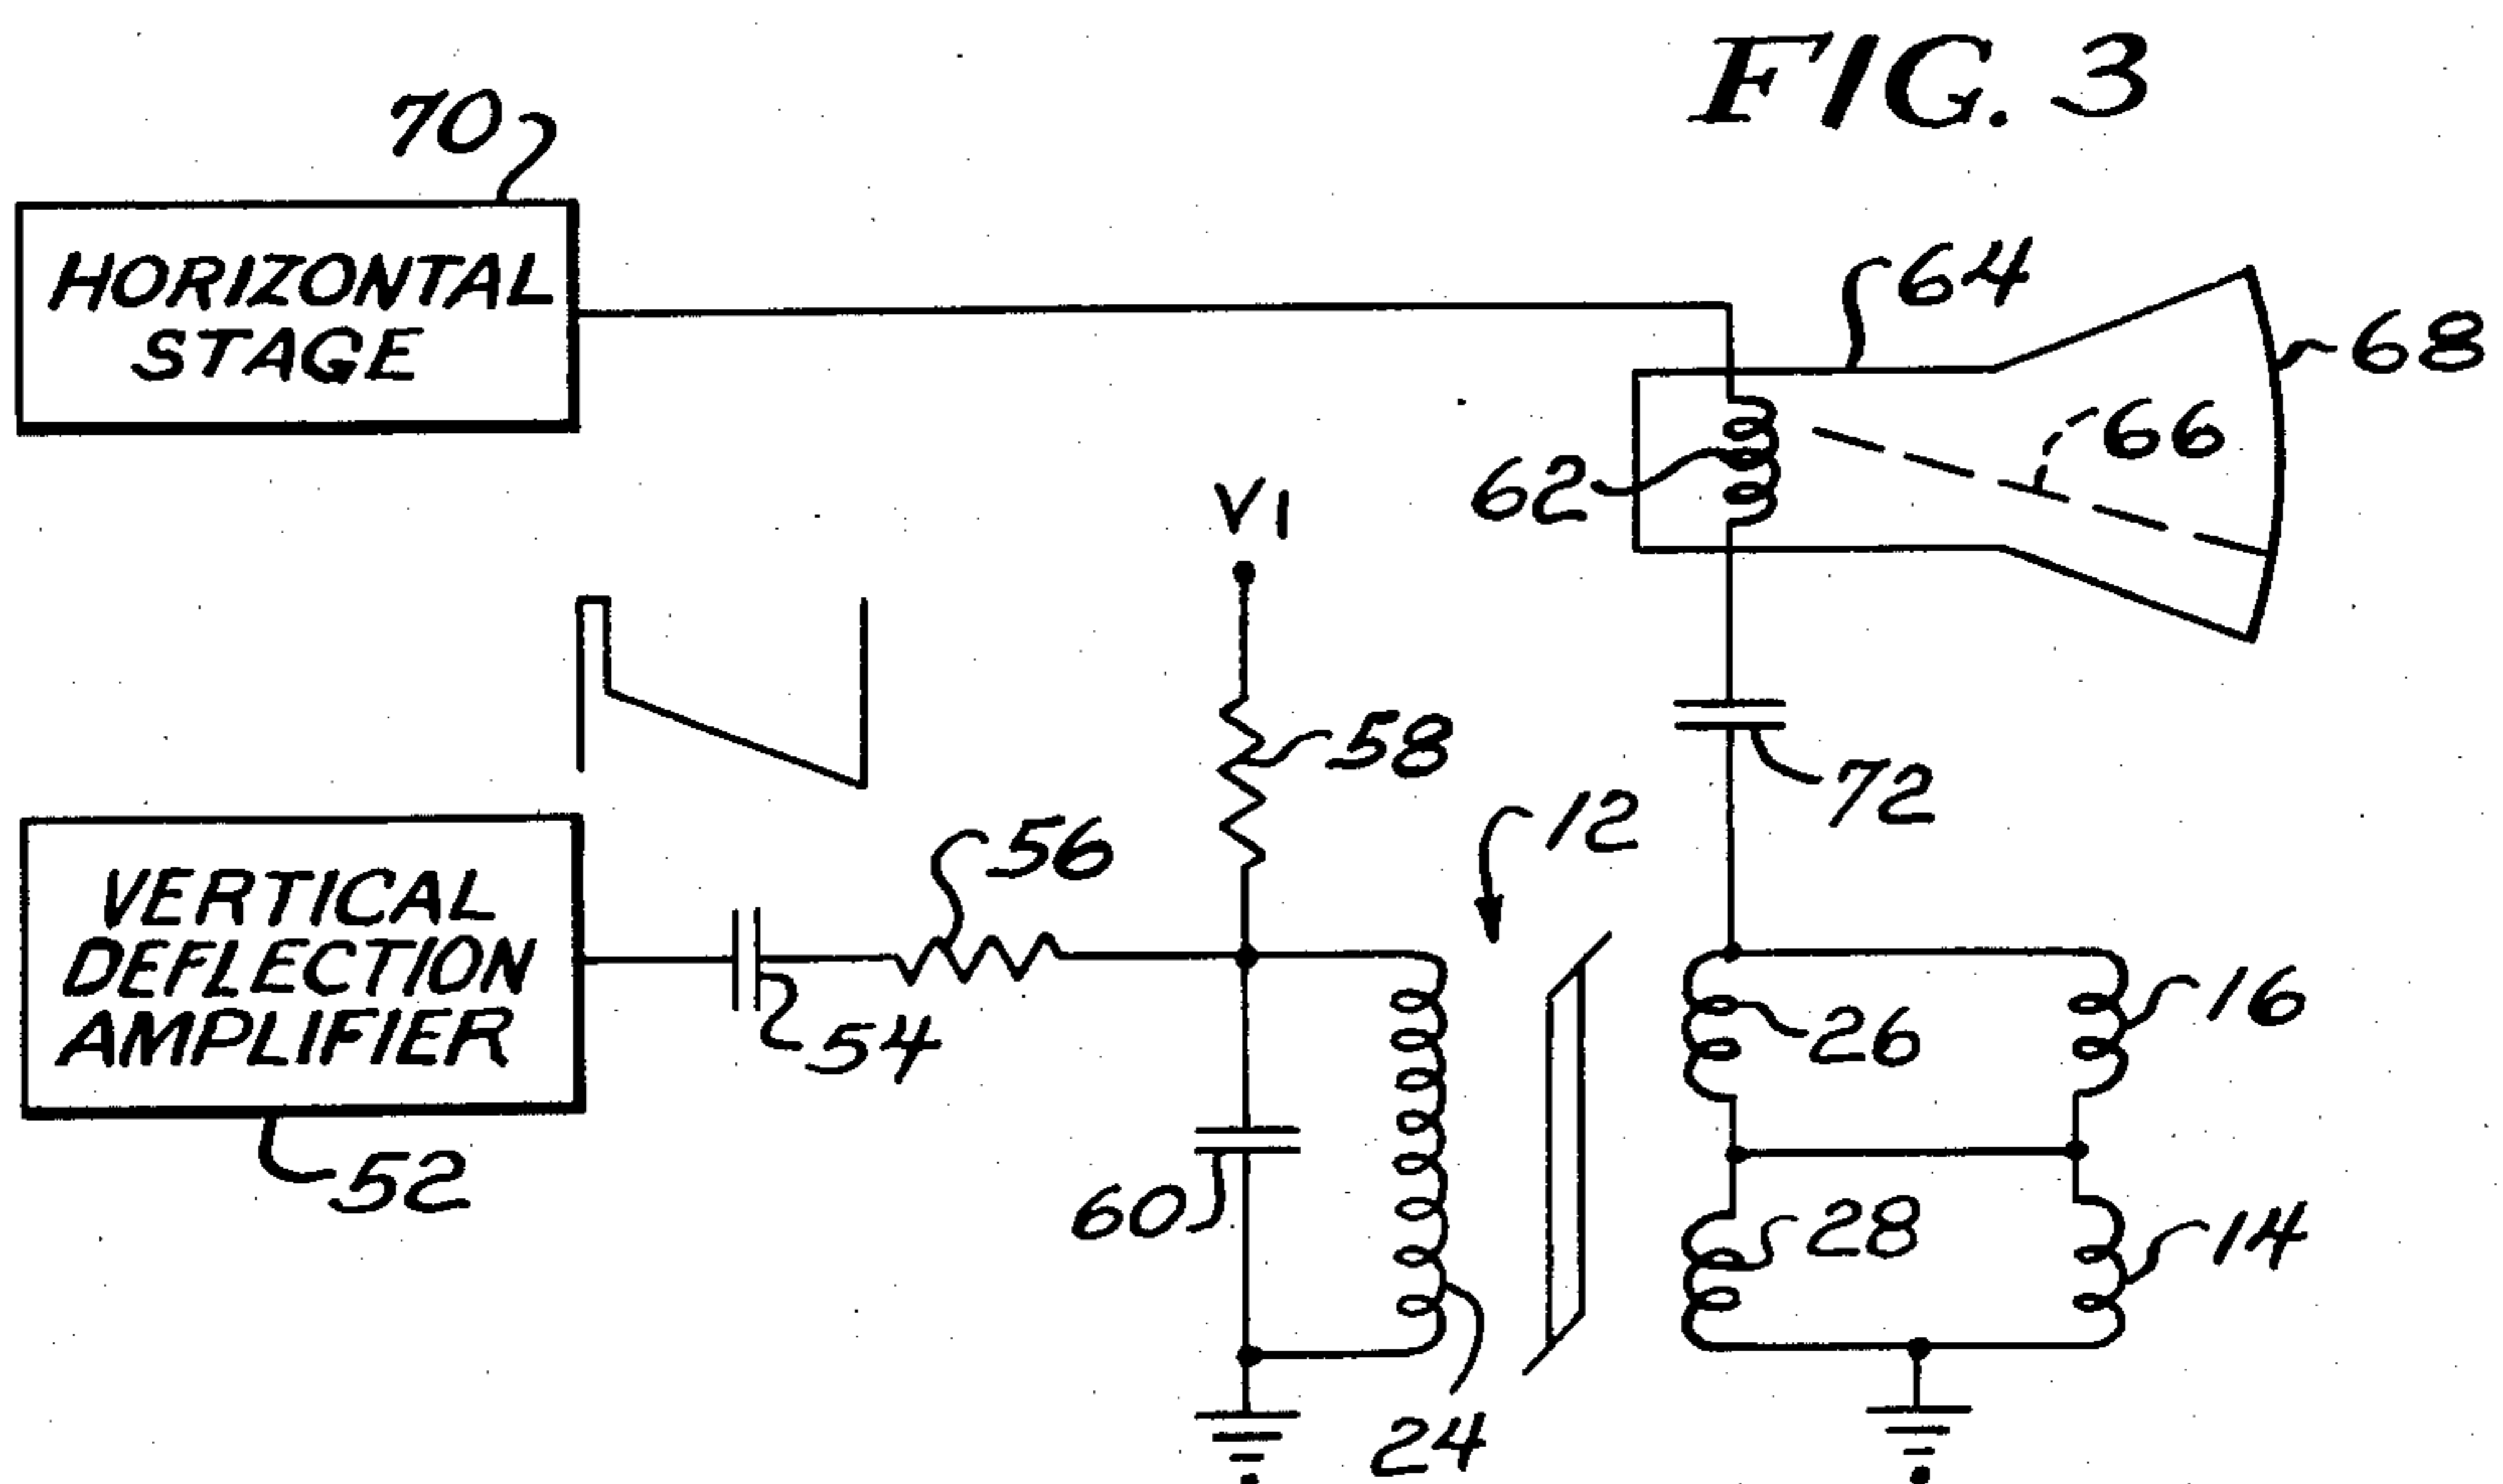 FIG. 3
70
HORIZONTAL
STAGE
64
68
66
62
V1
58
72
12
56
VERTICAL
DEFLECTION
AMPLIFIER
54
26
16
52
60
28
14
24